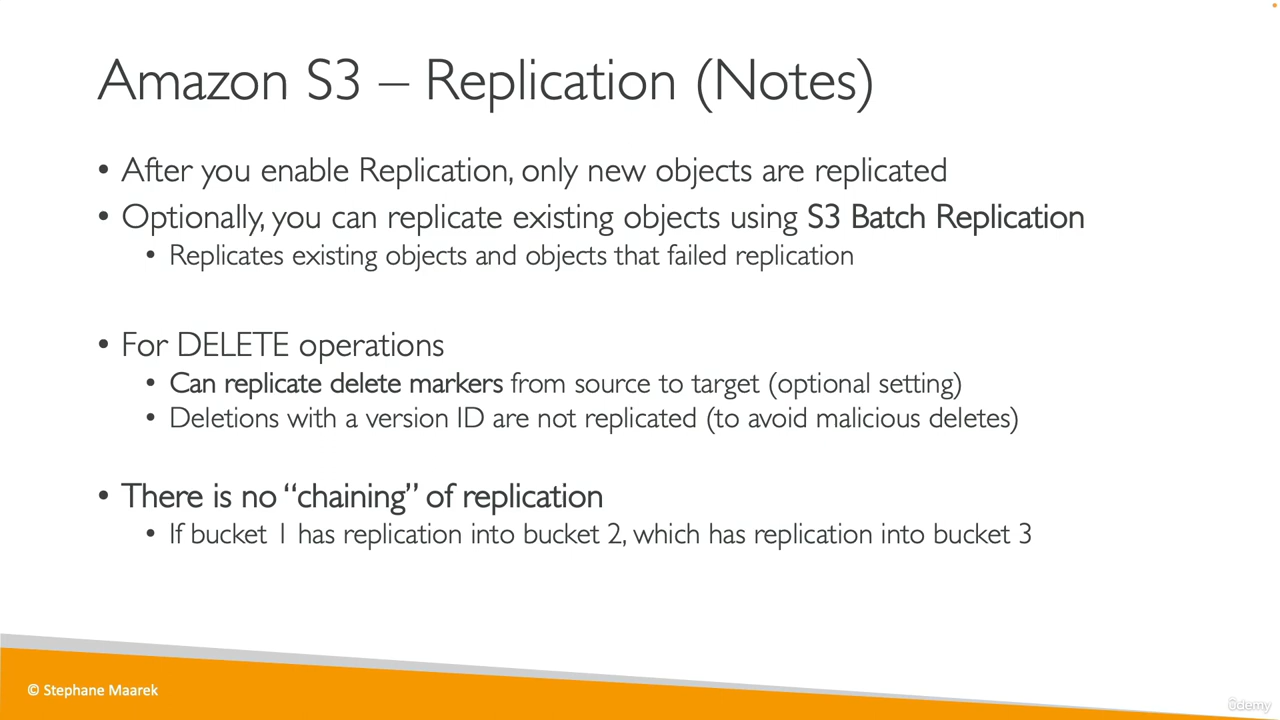 Amazon S3 – Replication (Notes)
• After you enable Replication, only new objects are replicated
• Optionally, you can replicate existing objects using S3 Batch Replication
• Replicates existing objects and objects that failed replication
• For DELETE operations
• Can replicate delete markers from source to target (optional setting)
• Deletions with a version ID are not replicated (to avoid malicious deletes)
• There is no “chaining” of replication
• If bucket 1 has replication into bucket 2, which has replication into bucket 3
© Stephane Maarek
ûdemy